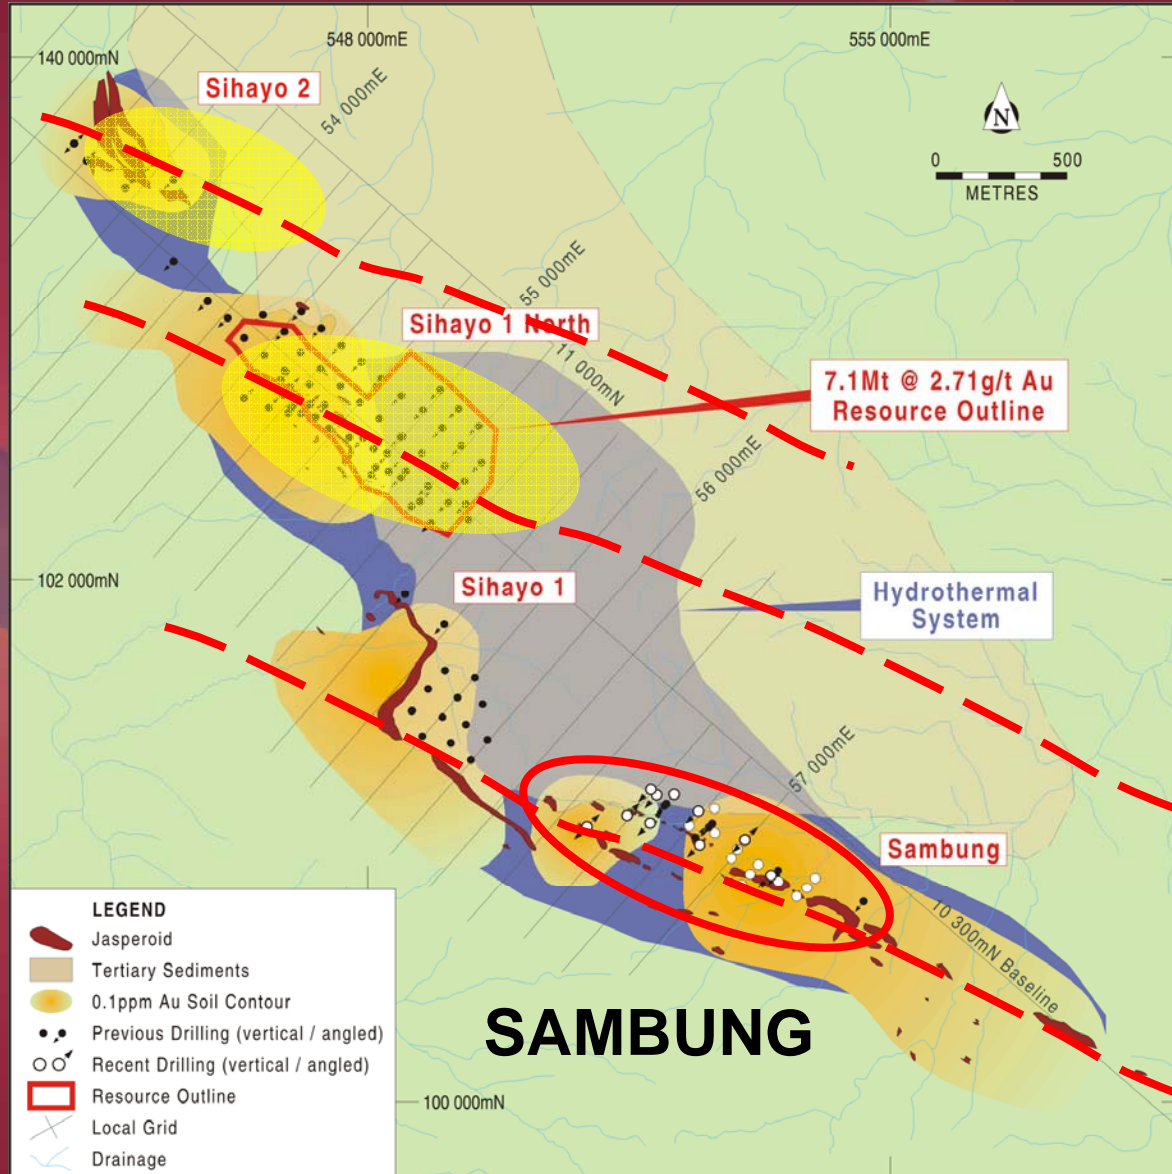 548 000mE
555 000mE
140 000mN
Sihayo 2
54 000mE
N
0 500
METRES
55 000mE
Sihayo 1 North
11 000mN
7.1Mt @ 2.71g/t Au
Resource Outline
56 000mE
102 000mN
Sihayo 1
Hydrothermal
System
57 000mE
Sambung
10 300mN Baseline
SAMBUNG
100 000mN
LEGEND
Jasperoid
Tertiary Sediments
0.1ppm Au Soil Contour
Previous Drilling (vertical / angled)
Recent Drilling (vertical / angled)
Resource Outline
Local Grid
Drainage